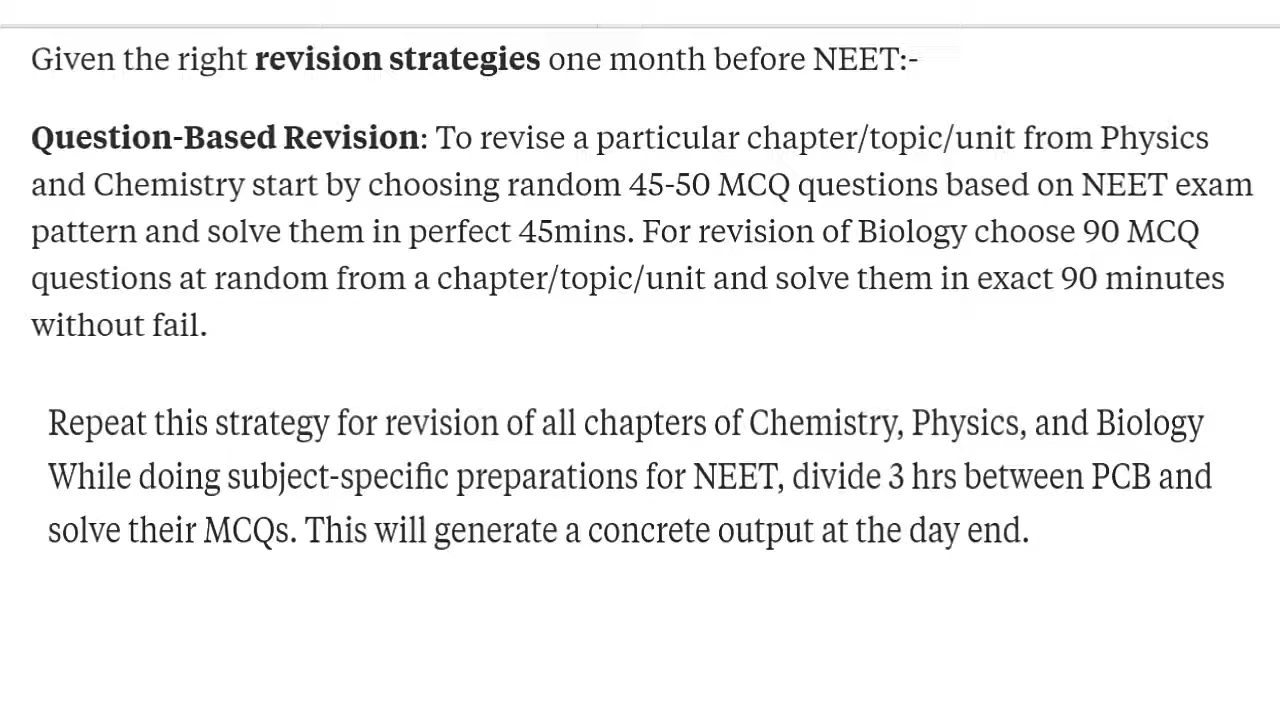 Given the right revision strategies one month before NEET:-
Question-Based Revision: To revise a particular chapter/topic/unit from Physics
and Chemistry start by choosing random 45-50 MCQ questions based on NEET exam
pattern and solve them in perfect 45mins. For revision of Biology choose 90 MCQ
questions at random from a chapter/topic/unit and solve them in exact 90 minutes
without fail.
Repeat this strategy for revision of all chapters of Chemistry, Physics, and Biology
While doing subject-specific preparations for NEET, divide 3 hrs between PCB and
solve their MCQs. This will generate a concrete output at the day end.